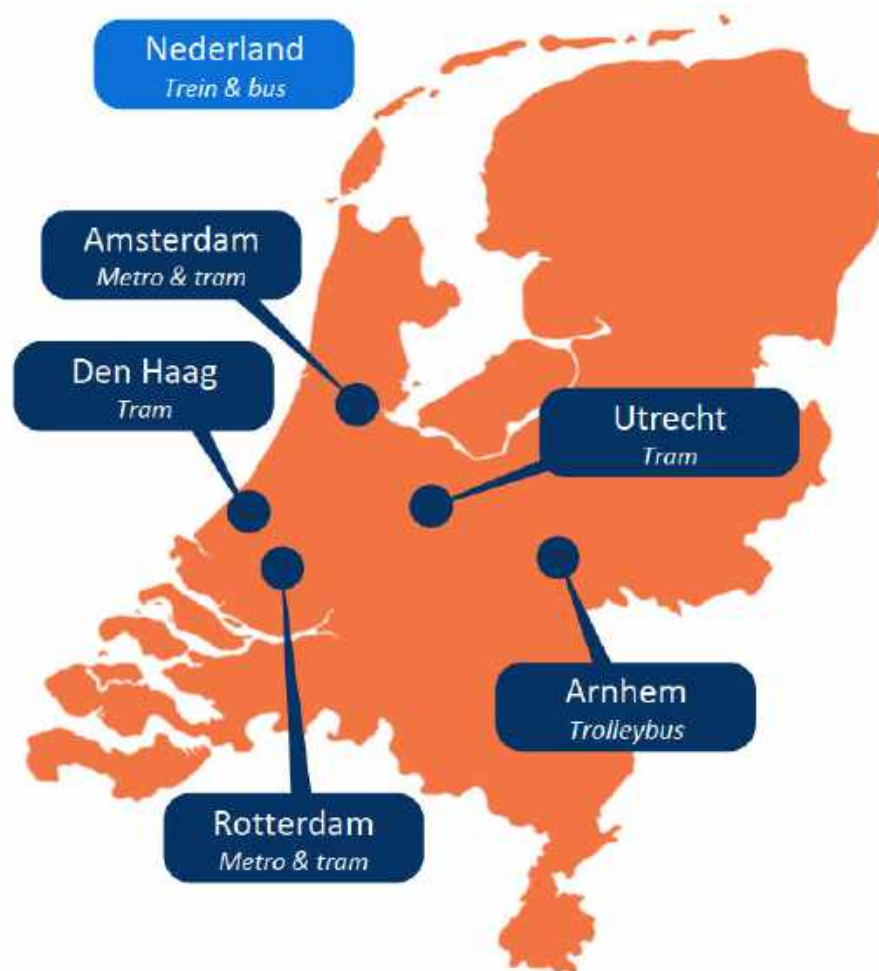 Nederland
Trein & bus
Amsterdam
Metro & tram
Den Haag
Tram
Utrecht
Tram
Arnhem
Trolleybus
Rotterdam
Metro & tram